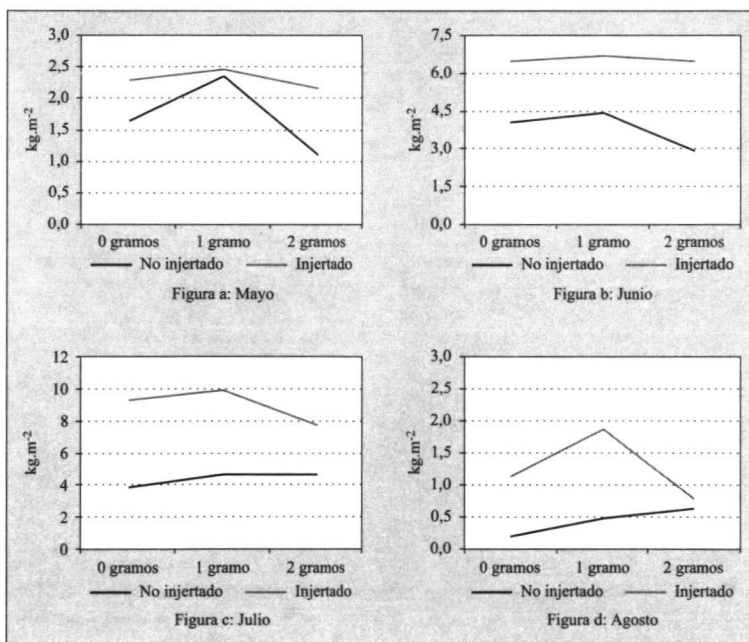 3,0
2,5
2,0
1,5
1,0
0,5
0,0
kg.m-2
0 gramos 1 gramo 2 gramos
No injertado Injertado
Figura a: Mayo
7,5
6,0
4,5
3,0
1,5
0,0
kg.m-2
0 gramos 1 gramo 2 gramos
No injertado Injertado
Figura b: Junio
12
10
8
6
4
2
0
kg.m-2
0 gramos 1 gramo 2 gramos
No injertado Injertado
Figura c: Julio
3,0
2,5
2,0
1,5
1,0
0,5
0,0
kg.m-2
0 gramos 1 gramo 2 gramos
No injertado Injertado
Figura d: Agosto